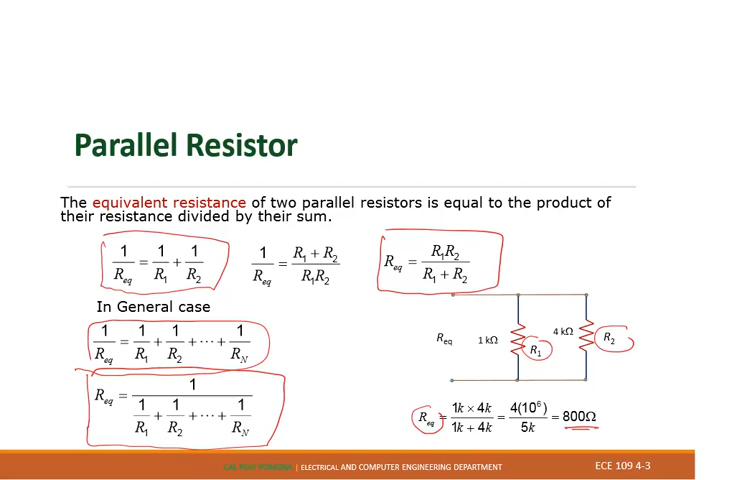 Parallel Resistor
The equivalent resistance of two parallel resistors is equal to the product of
their resistance divided by their sum.
1/R_eq = 1/R_1 + 1/R_2
1/R_eq = (R_1 + R_2)/(R_1R_2)
R_eq = R_1R_2/(R_1 + R_2)
In General case
1/R_eq = 1/R_1 + 1/R_2 + ··· + 1/R_N
R_eq = 1/(1/R_1 + 1/R_2 + ··· + 1/R_N)
R_eq 1 kΩ R_1 4 kΩ R_2
R_eq = (1k × 4k)/(1k + 4k) = 4(10^6)/5k = 800Ω
CAL POLY POMONA | ELECTRICAL AND COMPUTER ENGINEERING DEPARTMENT ECE 109 4-3